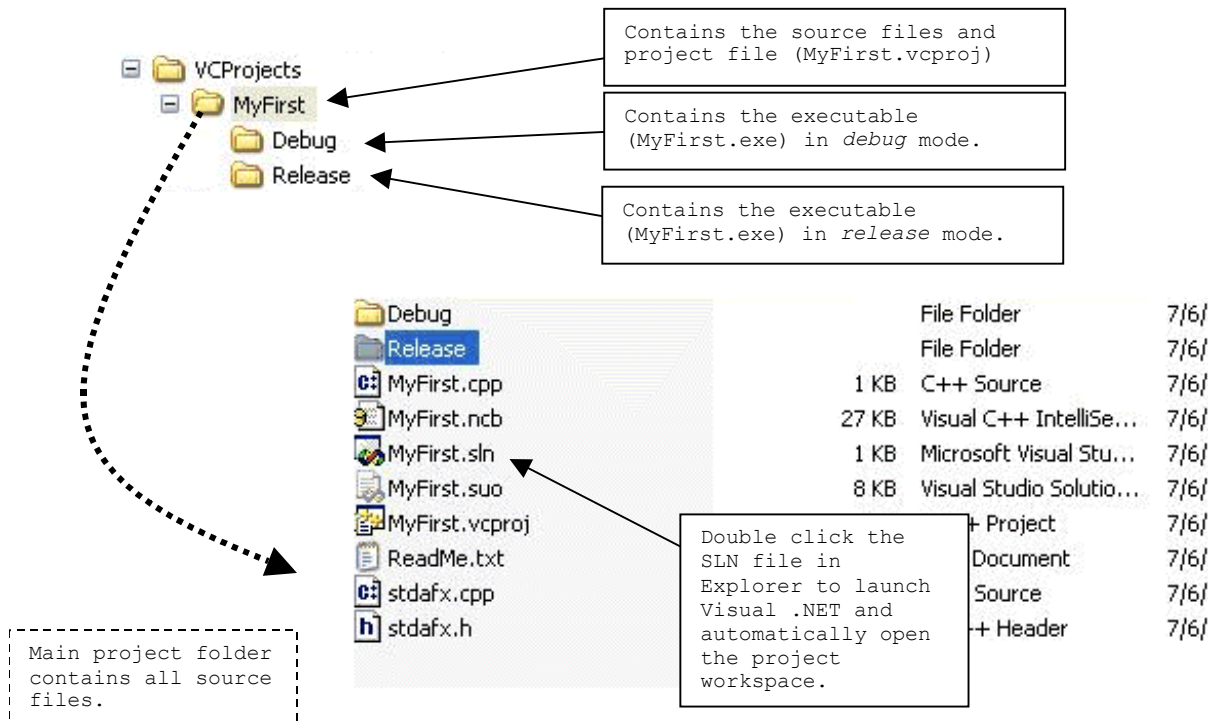 Contains the source files and
project file (MyFirst.vcproj)
VCProjects
MyFirst
Contains the executable
(MyFirst.exe) in debug mode.
Debug
Release
Contains the executable
(MyFirst.exe) in release mode.
Debug File Folder 7/6/
Release File Folder 7/6/
MyFirst.cpp 1 KB C++ Source 7/6/
MyFirst.ncb 27 KB Visual C++ IntelliSe... 7/6/
MyFirst.sln 1 KB Microsoft Visual Stu... 7/6/
MyFirst.suo 8 KB Visual Studio Solutio... 7/6/
MyFirst.vcproj + Project 7/6/
ReadMe.txt Document 7/6/
stdafx.cpp Source 7/6/
stdafx.h ++ Header 7/6/
Double click the
SLN file in
Explorer to launch
Visual .NET and
automatically open
the project
workspace.
Main project folder
contains all source
files.